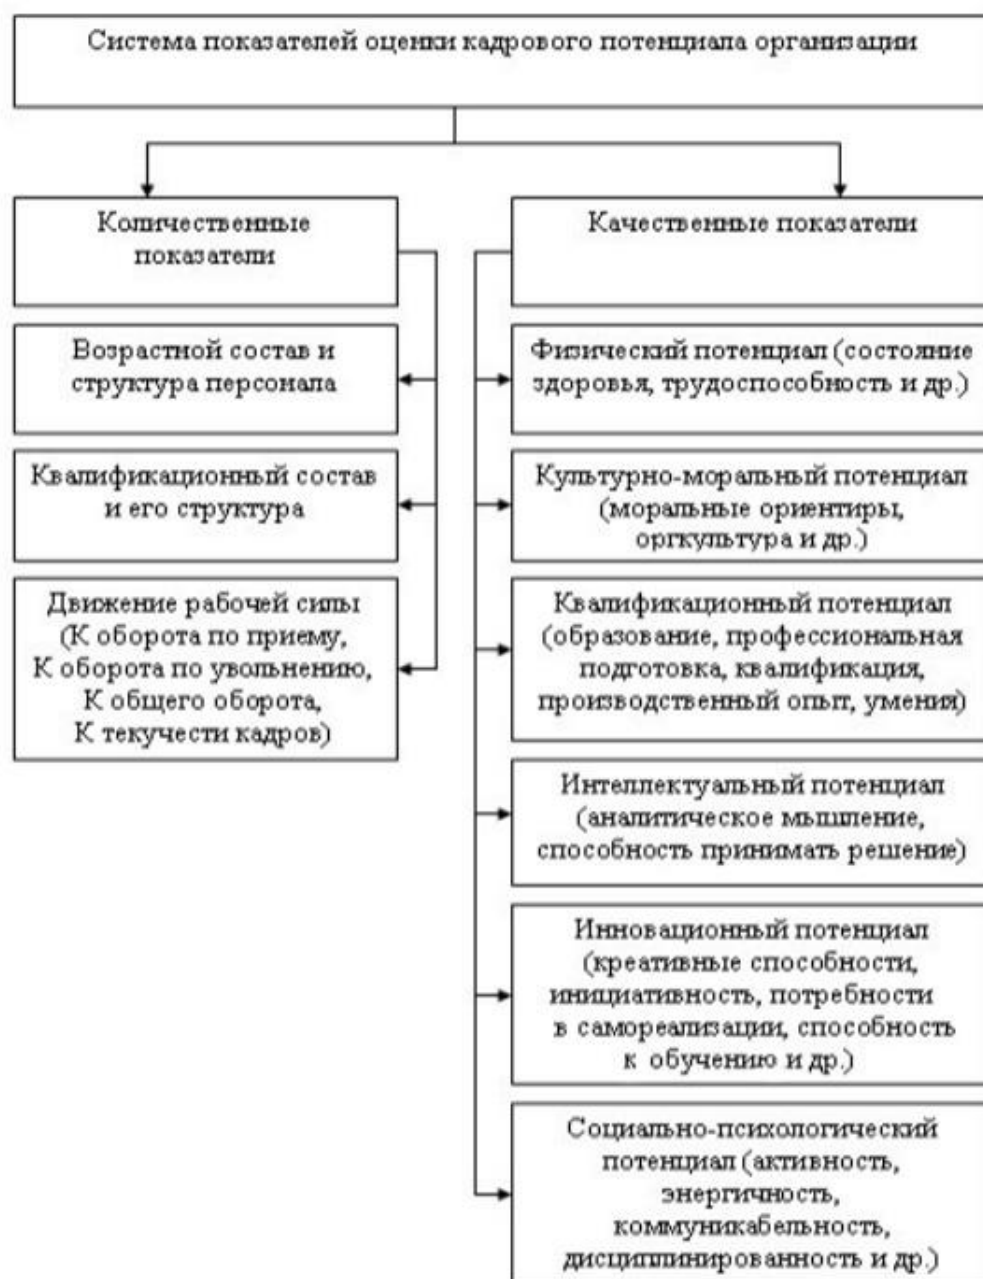 Система показателей оценки кадрового потенциала организации
Количественные
показатели
Возрастной состав и
структура персонала
Квалификационный состав
и его структура
Движение рабочей силы
(К оборота по приему,
К оборота по увольнению,
К общего оборота,
К текучести кадров)
Качественные показатели
Физический потенциал (состояние
здоровья, трудоспособность и др.)
Культурно-моральный потенциал
(моральные ориентиры,
оргкультура и др.)
Квалификационный потенциал
(образование, профессиональная
подготовка, квалификация,
производственный опыт, умения)
Интеллектуальный потенциал
(аналитическое мышление,
способность принимать решение)
Инновационный потенциал
(креативные способности,
инициативность, потребности
в самореализации, способность
к обучению и др.)
Социально-психологический
потенциал (активность,
энергичность,
коммуникабельность,
дисциплинированность и др.)